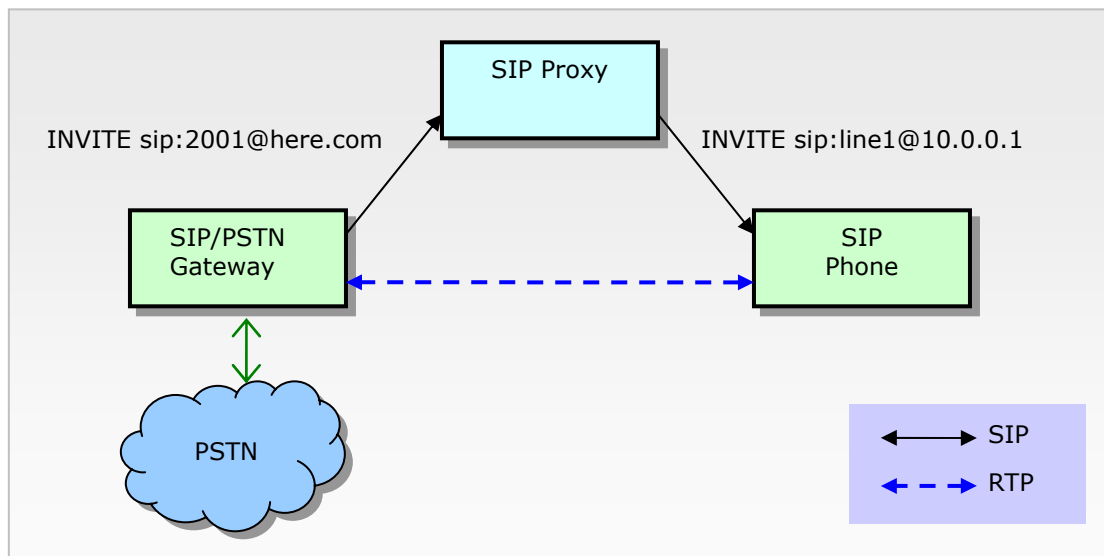 SIP Proxy
INVITE sip:2001@here.com
INVITE sip:line1@10.0.0.1
SIP/PSTN
Gateway
SIP
Phone
PSTN
SIP
RTP